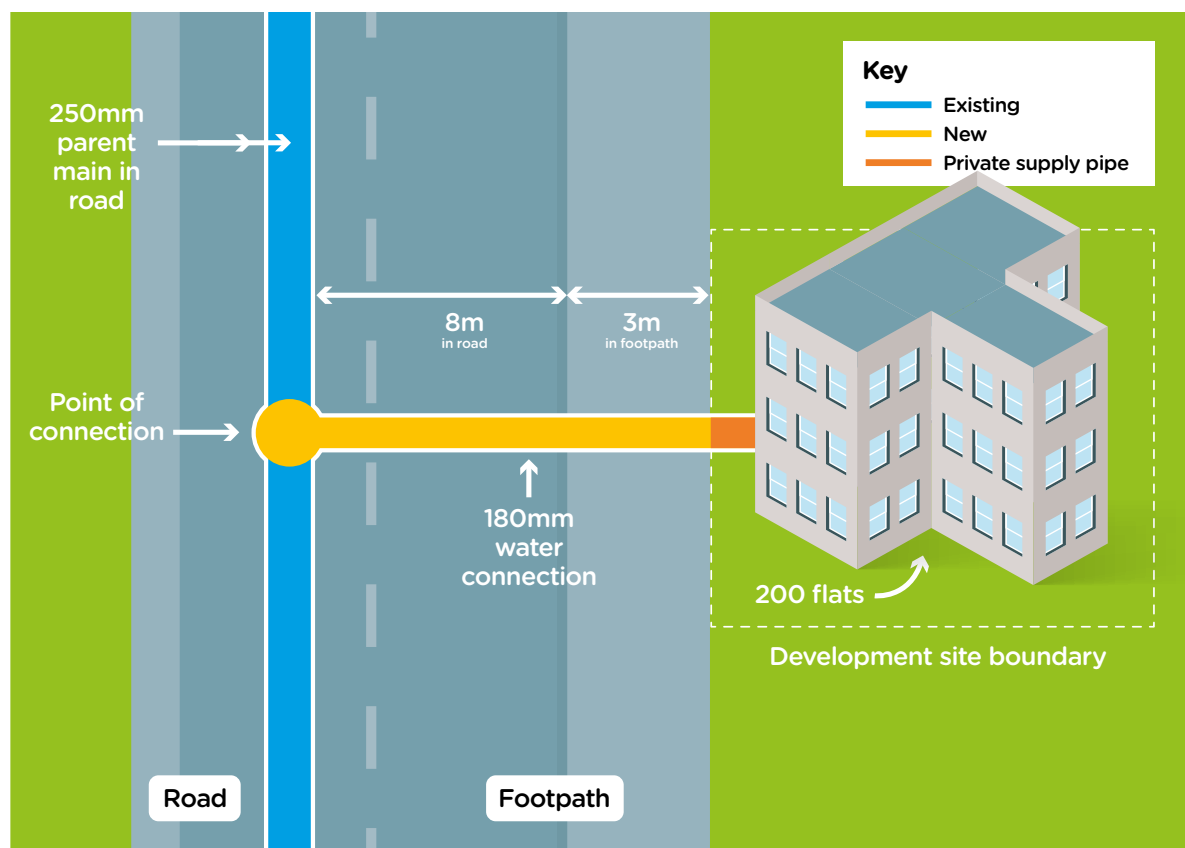 Key
Existing
New
Private supply pipe
250mm
parent
main in
road
8m
in road
3m
in footpath
Point of
connection
180mm
water
connection
200 flats
Development site boundary
Road
Footpath